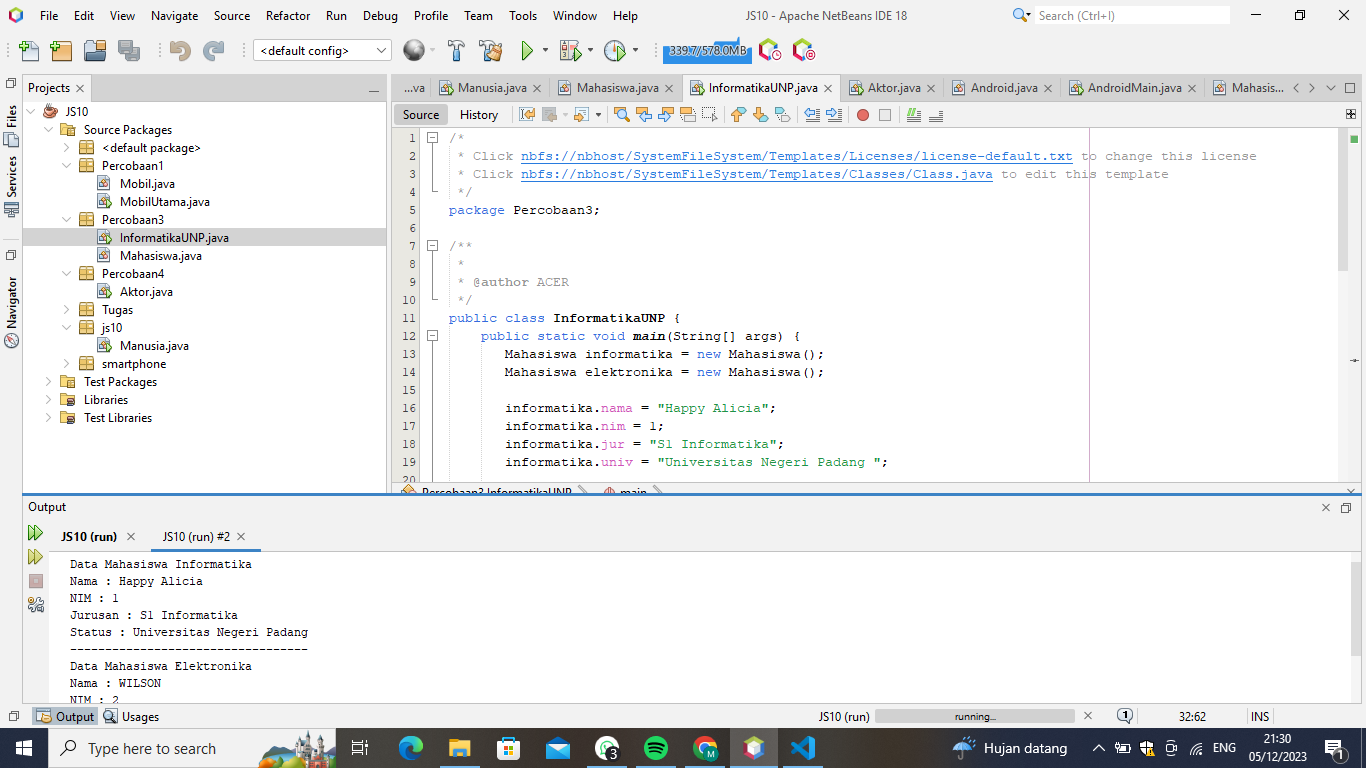 File Edit View Navigate Source Refactor Run Debug Profile Team Tools Window Help
JS10 - Apache NetBeans IDE 18
Search (Ctrl+I)
<default config>
339.7/578.0MB
Projects
Files
Services
Navigator
JS10
Source Packages
<default package>
Percobaan1
Mobil.java
MobilUtama.java
Percobaan3
InformatikaUNP.java
Mahasiswa.java
Percobaan4
Aktor.java
Tugas
js10
Manusia.java
smartphone
Test Packages
Libraries
Test Libraries
...va Manusia.java Mahasiswa.java InformatikaUNP.java Aktor.java Android.java AndroidMain.java Mahasis...
Source History
1 /*
2 * Click nbfs://nbhost/SystemFileSystem/Templates/Licenses/license-default.txt to change this license
3 * Click nbfs://nbhost/SystemFileSystem/Templates/Classes/Class.java to edit this template
4 */
5 package Percobaan3;
6
7 /**
8 *
9 * @author ACER
10 */
11 public class InformatikaUNP {
12 public static void main(String[] args) {
13 Mahasiswa informatika = new Mahasiswa();
14 Mahasiswa elektronika = new Mahasiswa();
15
16 informatika.nama = "Happy Alicia";
17 informatika.nim = 1;
18 informatika.jur = "S1 Informatika";
19 informatika.univ = "Universitas Negeri Padang ";
20
Percobaan3.InformatikaUNP main
Output
JS10 (run) JS10 (run) #2
Data Mahasiswa Informatika
Nama : Happy Alicia
NIM : 1
Jurusan : S1 Informatika
Status : Universitas Negeri Padang
----------------------------------
Data Mahasiswa Elektronika
Nama : WILSON
NIM : 2
Output Usages
JS10 (run) running... 1 32:62 INS
Type here to search
3
M
Hujan datang
ENG
21:30
05/12/2023
1